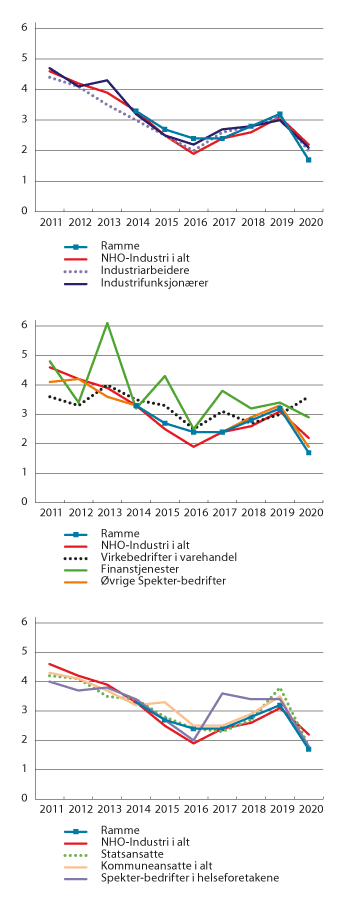 6
5
4
3
2
1
0
2011 2012 2013 2014 2015 2016 2017 2018 2019 2020
Ramme
NHO-Industri i alt
Industriarbeidere
Industrifunksjonærer
6
5
4
3
2
1
0
2011 2012 2013 2014 2015 2016 2017 2018 2019 2020
Ramme
NHO-Industri i alt
Virkebedrifter i varehandel
Finanstjenester
Øvrige Spekter-bedrifter
6
5
4
3
2
1
0
2011 2012 2013 2014 2015 2016 2017 2018 2019 2020
Ramme
NHO-Industri i alt
Statsansatte
Kommuneansatte i alt
Spekter-bedrifter i helseforetakene